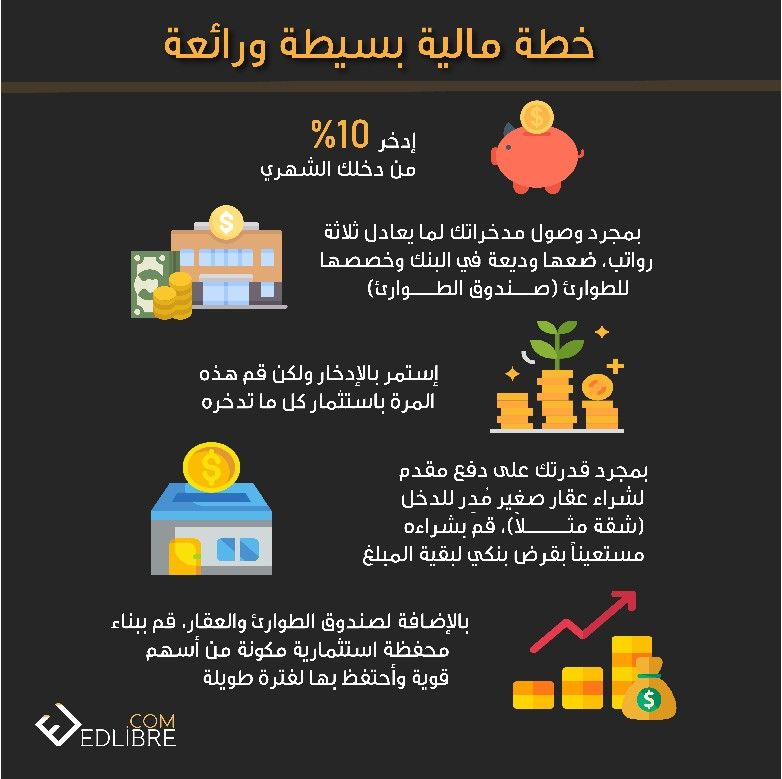 خطة مالية بسيطة ورائعة
إدخر 10%
من دخلك الشهري
بمجرد وصول مدخراتك لما يعادل ثلاثة
رواتب، ضعها وديعة في البنك وخصصها
للطوارئ (صـــندوق الطـــوارئ)
إستمر بالإدخار ولكن قم هذه
المرة باستثمار كل ما تدخره
بمجرد قدرتك على دفع مقدم
لشراء عقار صغير مُدَر للدخل
(شقة مثـــــلاً)، قم بشراءه
مستعيناً بقرض بنكي لبقية المبلغ
بالإضافة لصندوق الطوارئ والعقار، قم ببناء
محفظة استثمارية مكونة من أسهم
قوية وأحتفظ بها لفترة طويلة
.COM
EDLIBRE